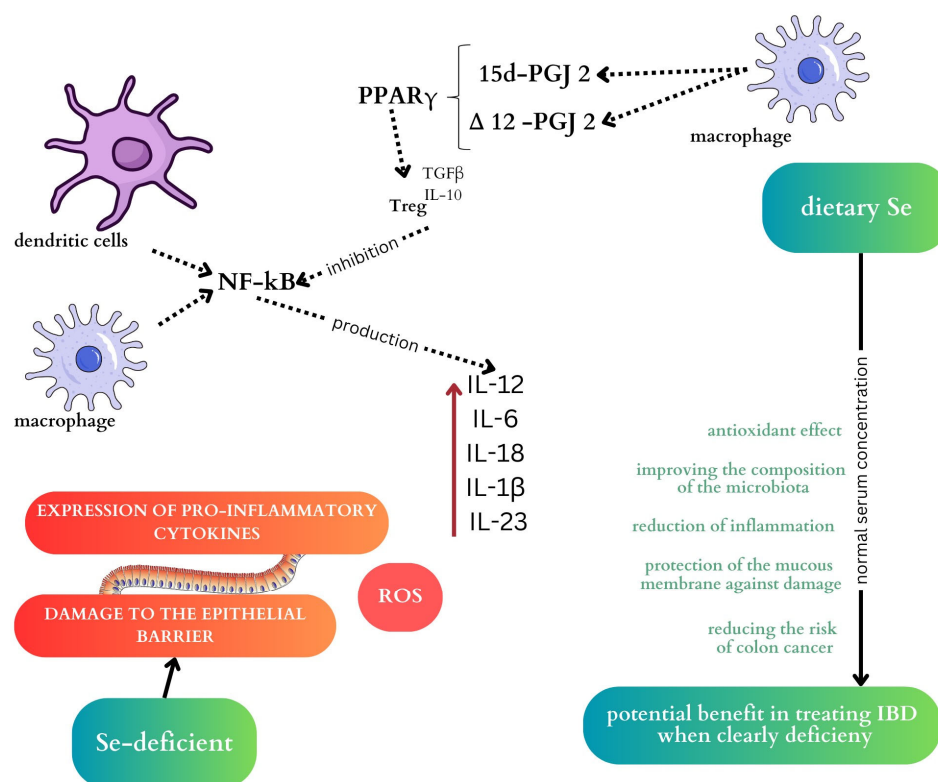 15d-PGJ 2
PPARγ
Δ 12 -PGJ 2
macrophage
TGFβ
IL-10
Treg
dendritic cells
inhibition
NF-kB
production
macrophage
IL-12
IL-6
IL-18
IL-1β
IL-23
EXPRESSION OF PRO-INFLAMMATORY
CYTOKINES
ROS
DAMAGE TO THE EPITHELIAL
BARRIER
Se-deficient
dietary Se
normal serum concentration
antioxidant effect
improving the composition
of the microbiota
reduction of inflammation
protection of the mucous
membrane against damage
reducing the risk
of colon cancer
potential benefit in treating IBD
when clearly deficieny